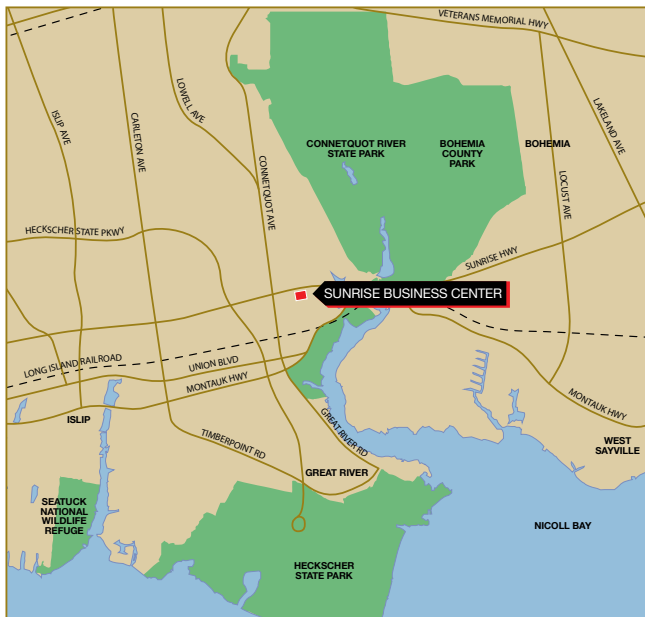 VETERANS MEMORIAL HWY
LOWELL AVE
ISLIP AVE
CARLETON AVE
LAKELAND AVE
CONNETQUOT RIVER
STATE PARK
BOHEMIA
COUNTY
PARK
BOHEMIA
CONNETQUOT AVE
LOCUST AVE
HECKSCHER STATE PKWY
SUNRISE HWY
SUNRISE BUSINESS CENTER
LONG ISLAND RAILROAD
UNION BLVD
MONTAUK HWY
MONTAUK HWY
ISLIP
GREAT RIVER RD
TIMBERPOINT RD
WEST
SAYVILLE
GREAT RIVER
SEATUCK
NATIONAL
WILDLIFE
REFUGE
NICOLL BAY
HECKSCHER
STATE PARK